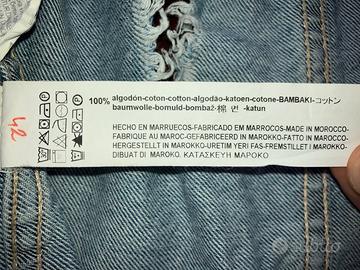 42
100% algodón-coton-cotton-algodão-katoen-cotone-BAMBAKI-コットン
baumwolle-bomuld-bombaž-棉 면 -katun
HECHO EN MARRUECOS-FABRICADO EM MARROCOS-MADE IN MOROCCO-
FABRIQUE AU MAROC-GEFABRICEERD IN MAROKKO-FATTO IN MAROCCO-
HERGESTELLT IN MAROKKO-URETIM YERI FAS-FREMSTILLET I MAROKKO-
DIBUAT DI MAROKO. ΚΑΤΑΣΚΕΥΗ ΜΑΡΟΚΟ
subito